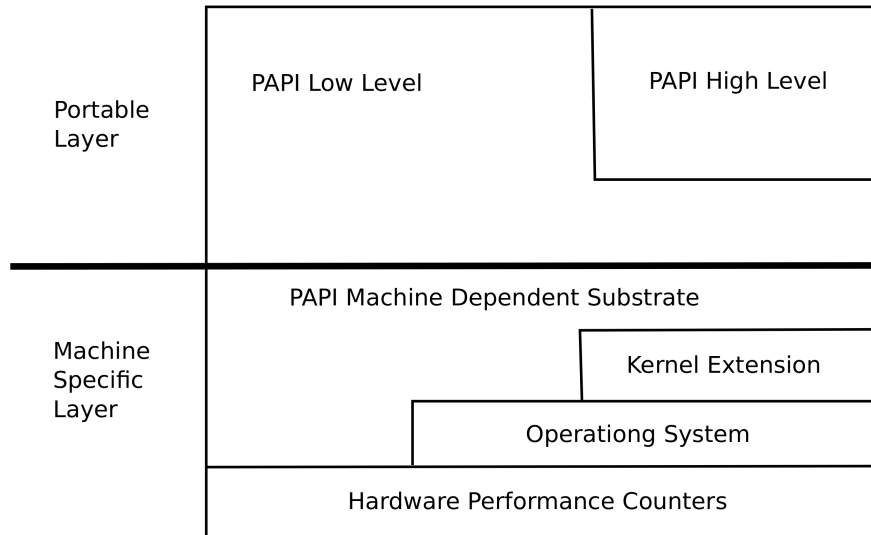 PAPI Low Level
PAPI High Level
Portable
Layer
PAPI Machine Dependent Substrate
Machine
Specific
Layer
Kernel Extension
Operationg System
Hardware Performance Counters